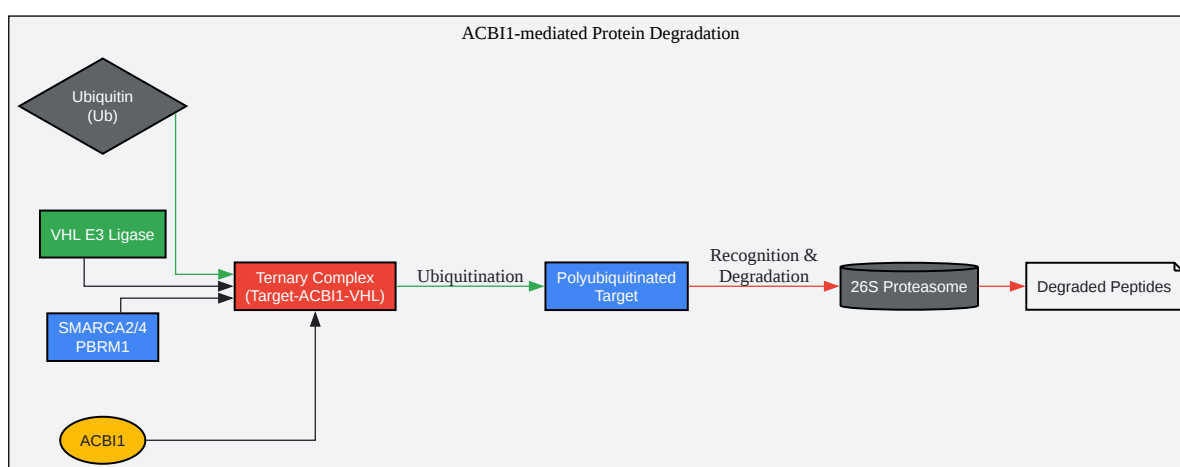 ACBI1-mediated Protein Degradation
Ubiquitin
(Ub)
VHL E3 Ligase
SMARCA2/4
PBRM1
ACBI1
Ternary Complex
(Target-ACBI1-VHL)
Ubiquitination
Polyubiquitinated
Target
Recognition &
Degradation
26S Proteasome
Degraded Peptides